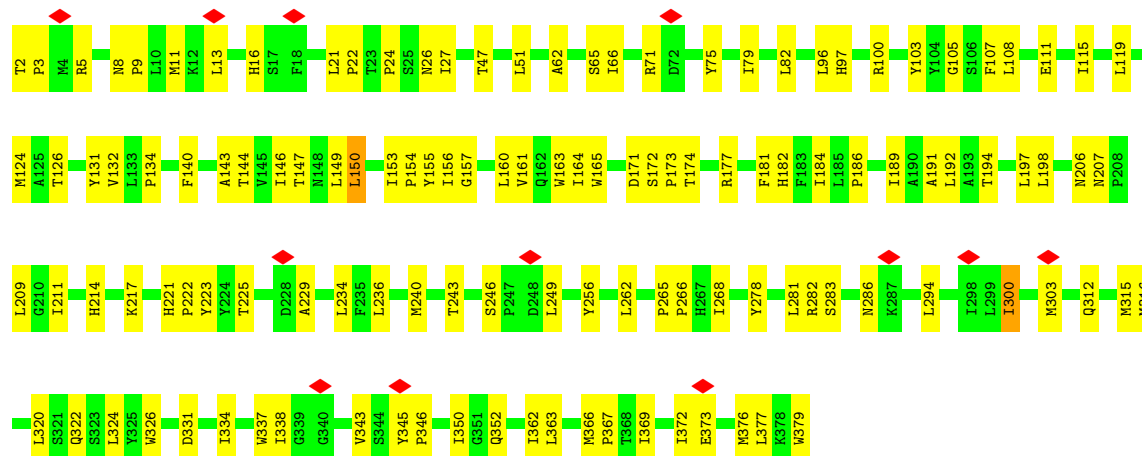 T2 P3 M4 R5 N8 P9 L10 M11 K12 L13 H16 S17 F18 L21 P22 T23 P24 S25 N26 I27 T47 L51 A62 S65 I66 R71 D72 Y75 I79 L82 L96 H97 R100 Y103 Y104 G105 S106 F107 L108 E111 I115 L119
M124 A125 T126 Y131 V132 L133 P134 F140 A143 T144 V145 I146 T147 N148 L149 L150 I153 P154 Y155 I156 G157 L160 V161 Q162 W163 I164 W165 D171 S172 P173 T174 R177 F181 H182 F183 I184 L185 P186 I189 A190 A191 L192 A193 T194 L197 L198 N206 N207 P208
L209 G210 I211 H214 K217 H221 P222 Y223 Y224 T225 D228 A229 L234 F235 L236 M240 T243 S246 P247 D248 L249 Y256 L262 P265 P266 H267 I268 Y278 L281 R282 S283 N286 K287 L294 I298 L299 I300 M303 Q312 M315
L320 S321 Q322 S323 L324 Y325 W326 D331 I334 W337 I338 G339 G340 V343 S344 Y345 P346 I350 G351 Q352 I362 L363 M366 P367 T368 I369 I372 E373 M376 L377 K378 W379